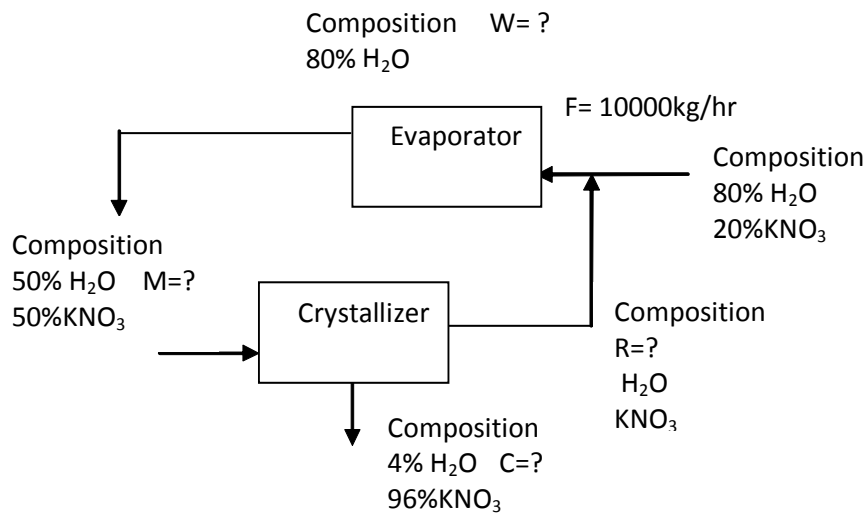 Composition W= ?
80% H₂O
F= 10000kg/hr
Evaporator
Composition
80% H₂O
20%KNO₃
Composition
50% H₂O M=?
50%KNO₃
Crystallizer
Composition
R=?
H₂O
KNO₃
Composition
4% H₂O C=?
96%KNO₃